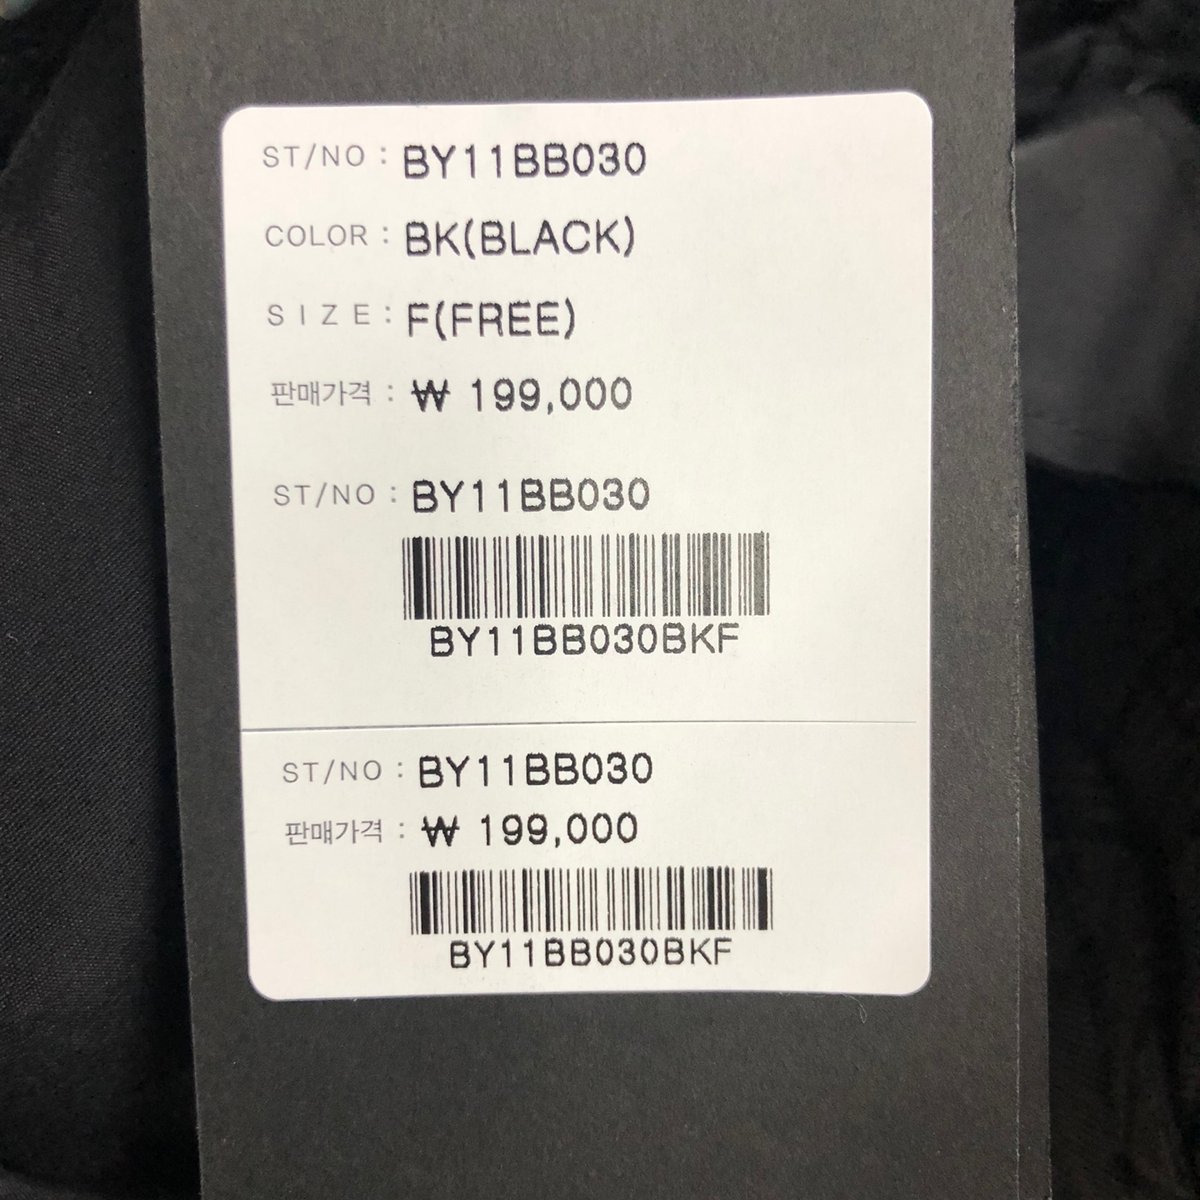 ST/NO : BY11BB030
COLOR : BK(BLACK)
SIZE : F(FREE)
판매가격 : ₩ 199,000
ST/NO : BY11BB030
BY11BB030BKF
ST/NO : BY11BB030
판매가격 : ₩ 199,000
BY11BB030BKF